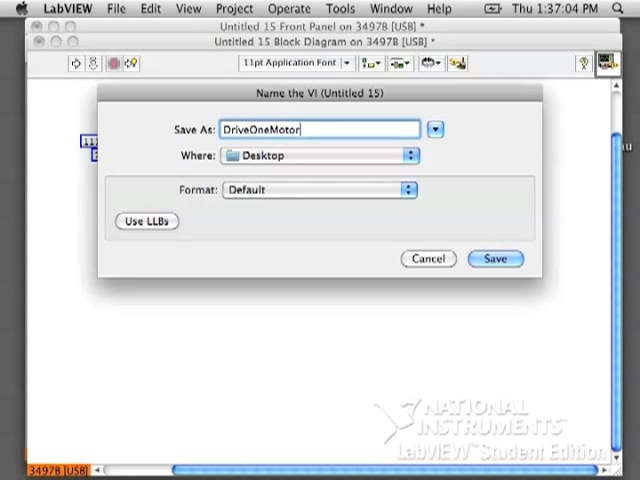 LabVIEW File Edit View Project Operate Tools Window Help Thu 1:37:04 PM
Untitled 15 Front Panel on 34978 [USB] *
Untitled 15 Block Diagram on 34978 [USB] *
11pt Application Font
Name the VI (Untitled 15)
Save As: DriveOneMotor
Where: Desktop
Format: Default
Use LLBs
Cancel Save
NATIONAL
INSTRUMENTS™
LabVIEW™ Student Edition
34978 [USB]